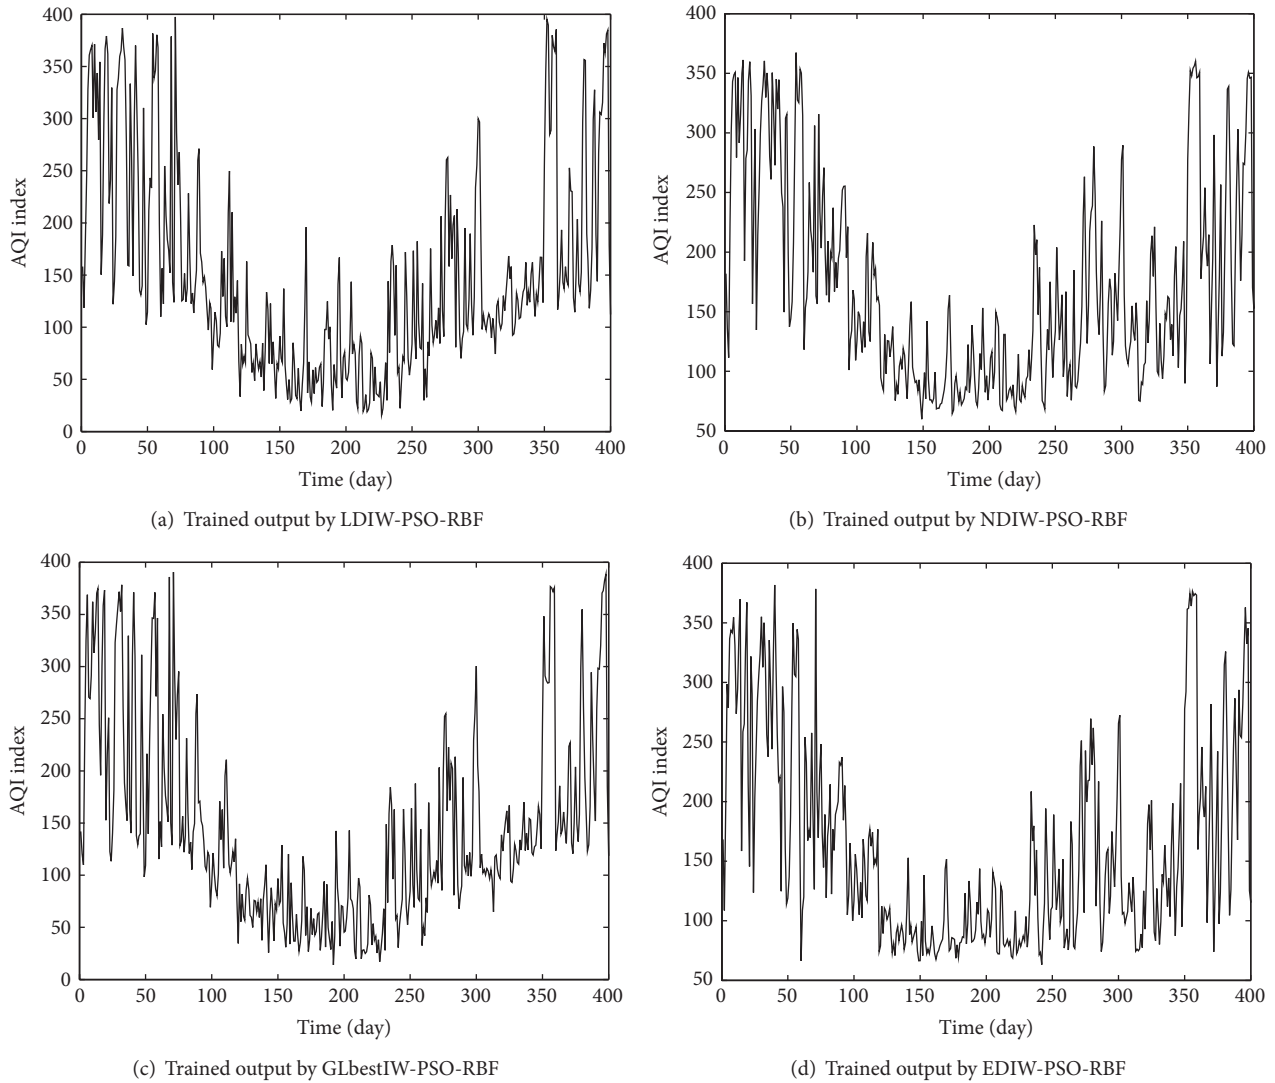 400
350
300
250
200
150
100
50
0
AQI index
0 50 100 150 200 250 300 350 400
Time (day)
(a) Trained output by LDIW-PSO-RBF
400
350
300
250
200
150
100
50
AQI index
0 50 100 150 200 250 300 350 400
Time (day)
(b) Trained output by NDIW-PSO-RBF
400
350
300
250
200
150
100
50
0
AQI index
0 50 100 150 200 250 300 350 400
Time (day)
(c) Trained output by GLbestIW-PSO-RBF
400
350
300
250
200
150
100
50
AQI index
0 50 100 150 200 250 300 350 400
Time (day)
(d) Trained output by EDIW-PSO-RBF